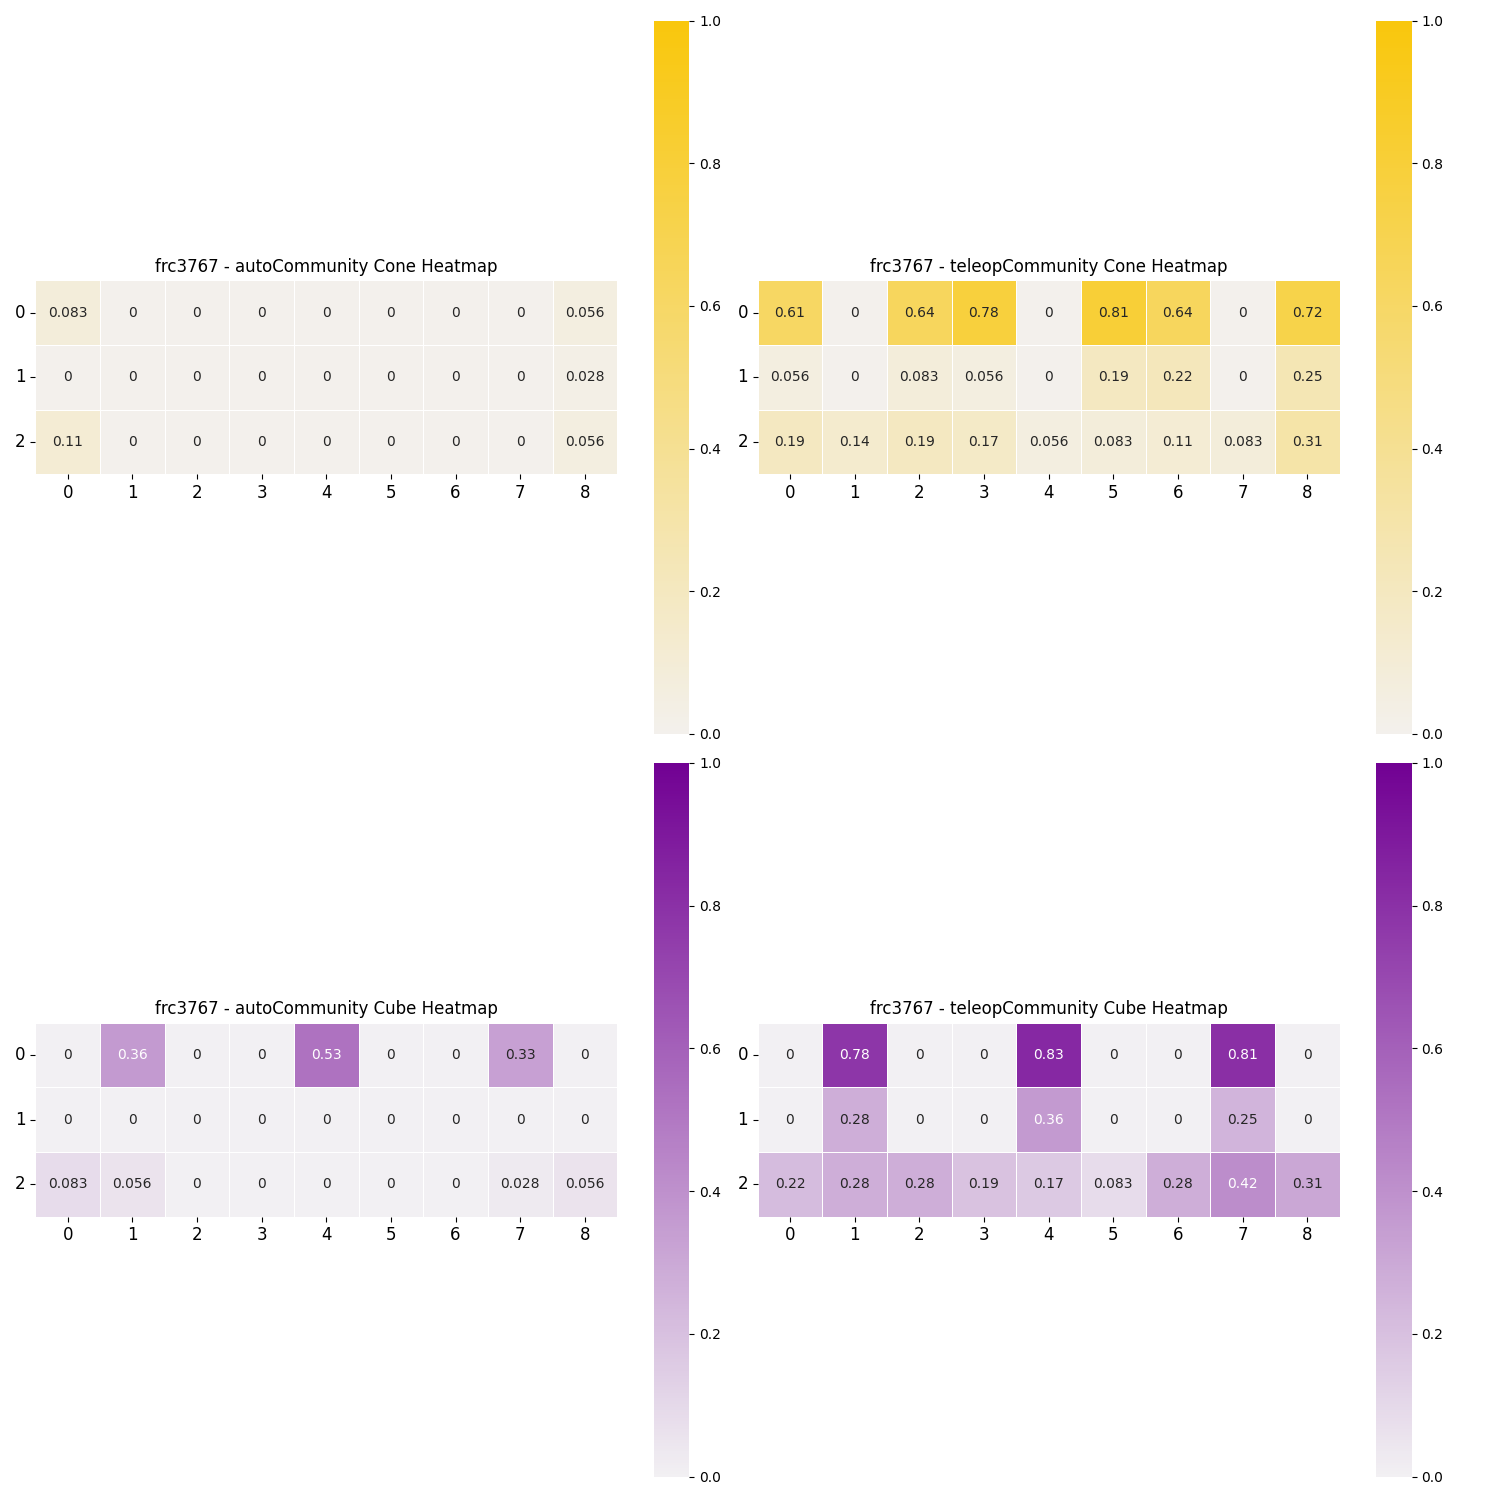 frc3767 - autoCommunity Cone Heatmap
0 0.083 0 0 0 0 0 0 0 0.056
1 0 0 0 0 0 0 0 0 0.028
2 0.11 0 0 0 0 0 0 0 0.056
0 1 2 3 4 5 6 7 8
1.0
0.8
0.6
0.4
0.2
0.0
frc3767 - teleopCommunity Cone Heatmap
0 0.61 0 0.64 0.78 0 0.81 0.64 0 0.72
1 0.056 0 0.083 0.056 0 0.19 0.22 0 0.25
2 0.19 0.14 0.19 0.17 0.056 0.083 0.11 0.083 0.31
0 1 2 3 4 5 6 7 8
1.0
0.8
0.6
0.4
0.2
0.0
frc3767 - autoCommunity Cube Heatmap
0 0 0.36 0 0 0.53 0 0 0.33 0
1 0 0 0 0 0 0 0 0 0
2 0.083 0.056 0 0 0 0 0 0.028 0.056
0 1 2 3 4 5 6 7 8
1.0
0.8
0.6
0.4
0.2
0.0
frc3767 - teleopCommunity Cube Heatmap
0 0 0.78 0 0 0.83 0 0 0.81 0
1 0 0.28 0 0 0.36 0 0 0.25 0
2 0.22 0.28 0.28 0.19 0.17 0.083 0.28 0.42 0.31
0 1 2 3 4 5 6 7 8
1.0
0.8
0.6
0.4
0.2
0.0